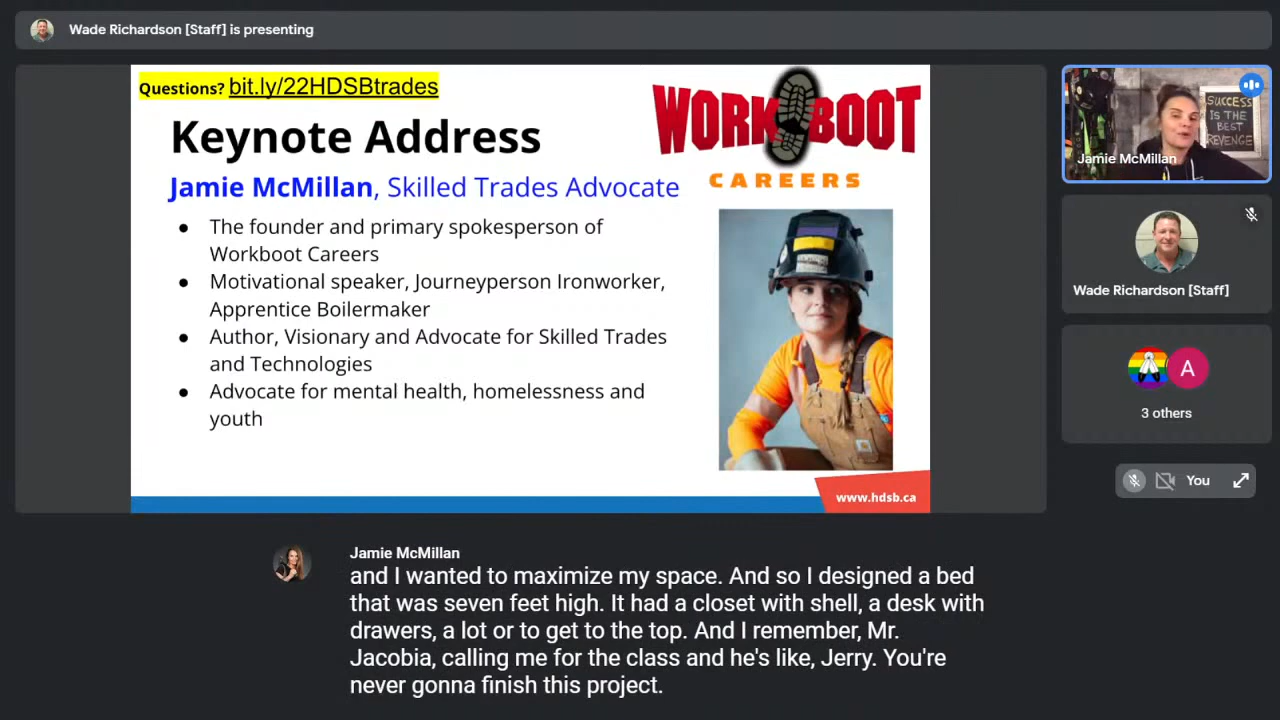 Wade Richardson [Staff] is presenting
Questions? bit.ly/22HDSBtrades
WORKBOOT
CAREERS
Keynote Address
Jamie McMillan, Skilled Trades Advocate
● The founder and primary spokesperson of
Workboot Careers
● Motivational speaker, Journeyperson Ironworker,
Apprentice Boilermaker
● Author, Visionary and Advocate for Skilled Trades
and Technologies
● Advocate for mental health, homelessness and
youth
www.hdsb.ca
SUCCESS
IS THE
BEST
REVENGE
Jamie McMillan
Wade Richardson [Staff]
A
3 others
You
Jamie McMillan
and I wanted to maximize my space. And so I designed a bed
that was seven feet high. It had a closet with shell, a desk with
drawers, a lot or to get to the top. And I remember, Mr.
Jacobia, calling me for the class and he's like, Jerry. You're
never gonna finish this project.